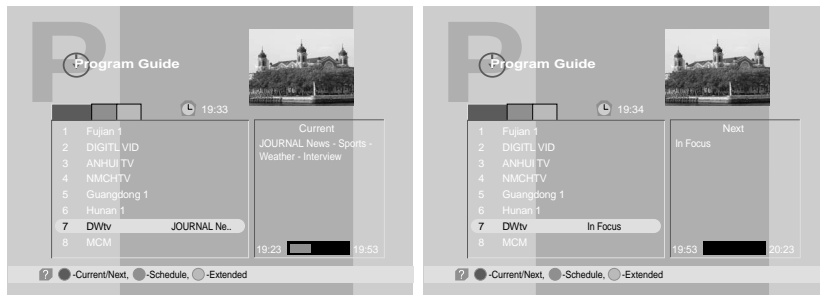 P
Program Guide
19:33
1 Fujian 1
2 DIGITL VID
3 ANHUI TV
4 NMCHTV
5 Guangdong 1
6 Hunan 1
7 DWtv JOURNAL Ne..
8 MCM
Current
JOURNAL News - Sports -
Weather - Interview
19:23 19:53
? -Current/Next, -Schedule, -Extended
P
Program Guide
19:34
1 Fujian 1
2 DIGITL VID
3 ANHUI TV
4 NMCHTV
5 Guangdong 1
6 Hunan 1
7 DWtv In Focus
8 MCM
Next
In Focus
19:53 20:23
? -Current/Next, -Schedule, -Extended